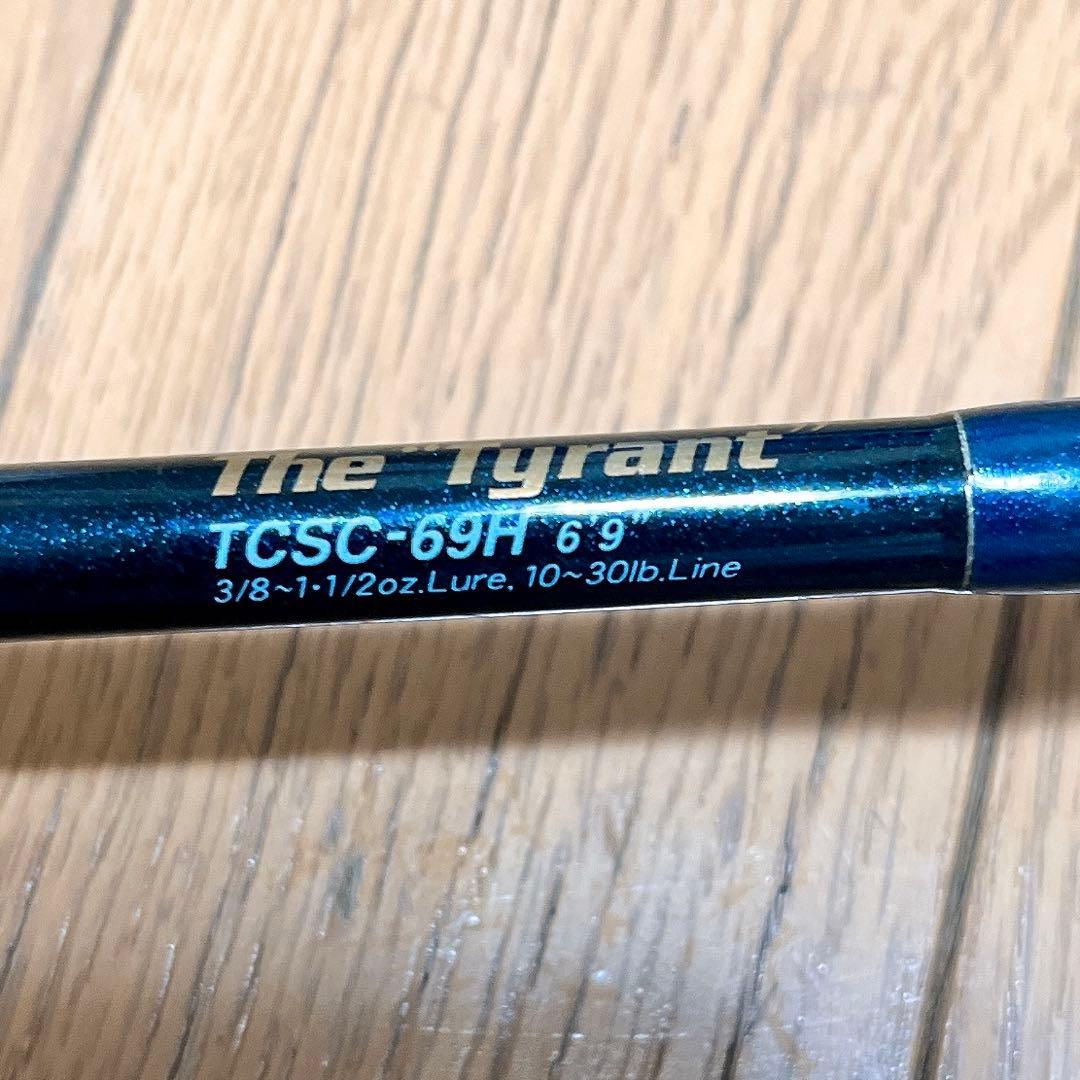 The "Tyrant"
TCSC-69H 6'9"
3/8~1•1/2oz.Lure, 10~30lb.Line